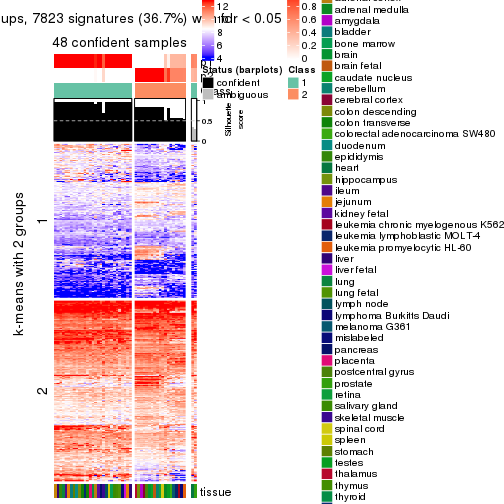 ups, 7823 signatures (36.7%) with fdr < 0.05
48 confident samples
12
10
8
6
4
0.8
0.6
0.4
0.2
0
Status (barplots)
confident
ambiguous
Class
1
2
1
0.5
0
Silhouette
score
k-means with 2 groups
1
2
tissue
adrenal medulla
amygdala
bladder
bone marrow
brain
brain fetal
caudate nucleus
cerebellum
cerebral cortex
colon descending
colon transverse
colorectal adenocarcinoma SW480
duodenum
epididymis
heart
hippocampus
ileum
jejunum
kidney fetal
leukemia chronic myelogenous K562
leukemia lymphoblastic MOLT-4
leukemia promyelocytic HL-60
liver
liver fetal
lung
lung fetal
lymph node
lymphoma Burkitts Daudi
melanoma G361
mislabeled
pancreas
placenta
postcentral gyrus
prostate
retina
salivary gland
skeletal muscle
spinal cord
spleen
stomach
testes
thalamus
thymus
thyroid